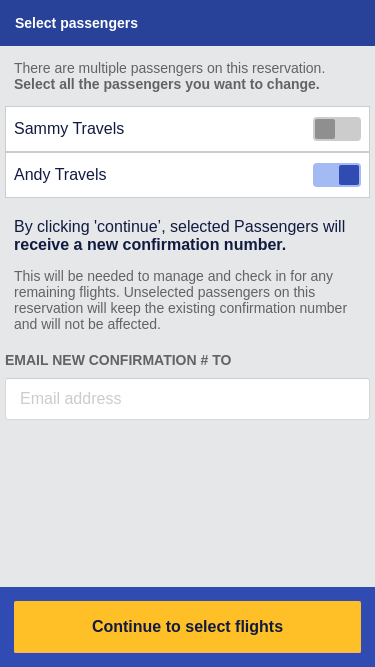 Select passengers
There are multiple passengers on this reservation.
Select all the passengers you want to change.
Sammy Travels
Andy Travels
By clicking 'continue', selected Passengers will
receive a new confirmation number.
This will be needed to manage and check in for any
remaining flights. Unselected passengers on this
reservation will keep the existing confirmation number
and will not be affected.
EMAIL NEW CONFIRMATION # TO
Email address
Continue to select flights